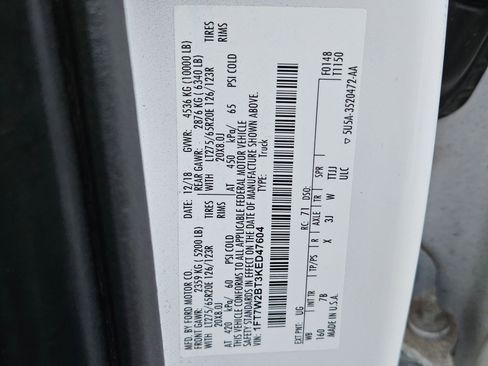 MFD. BY FORD MOTOR CO.
DATE: 12/18 GVWR: 4536 KG (10000 LB)
FRONT GAWR: 2359 KG (5200 LB) REAR GAWR: 2876 KG (6340 LB)
WITH LT275/65R20E 126/123R TIRES WITH LT275/65R20E 126/123R TIRES
20X8.0J RIMS 20X8.0J RIMS
AT 420 kPa/ 60 PSI COLD AT 450 kPa/ 65 PSI COLD
THIS VEHICLE CONFORMS TO ALL APPLICABLE FEDERAL MOTOR VEHICLE
SAFETY STANDARDS IN EFFECT ON THE DATE OF MANUFACTURE SHOWN ABOVE.
VIN: 1FT7W2BT3KED47604 TYPE: Truck
F0148
T1150
EXT PNT: UG RC: 71 DSO:
WB INT TR TP/PS R AXLE TR SPR
160 7B X 3J W TTJJ
ULC
MADE IN U.S.A. 5U5A-3520472-AA